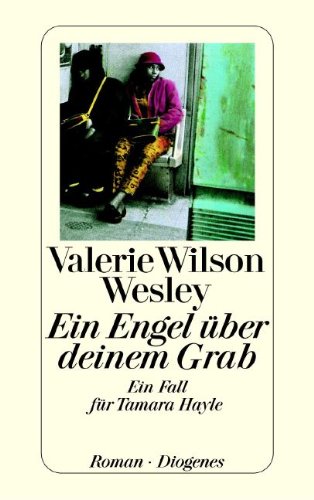 Valerie Wilson
Wesley
Ein Engel über
deinem Grab
Ein Fall
für Tamara Hayle
Roman · Diogenes